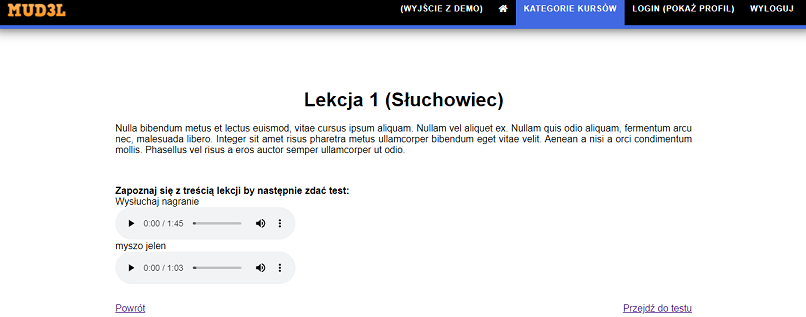 MUD3L
(WYJŚCIE Z DEMO) KATEGORIE KURSÓW LOGIN (POKAŻ PROFIL) WYLOGUJ
Lekcja 1 (Słuchowiec)
Nulla bibendum metus et lectus euismod, vitae cursus ipsum aliquam. Nullam vel aliquet ex. Nullam quis odio aliquam, fermentum arcu
nec, malesuada libero. Integer sit amet risus pharetra metus ullamcorper bibendum eget vitae velit. Aenean a nisi a orci condimentum
mollis. Phasellus vel risus a eros auctor semper ullamcorper ut odio.
Zapoznaj się z treścią lekcji by następnie zdać test:
Wysłuchaj nagranie
0:00 / 1:45
myszo jelen
0:00 / 1:03
Powrót
Przejdź do testu